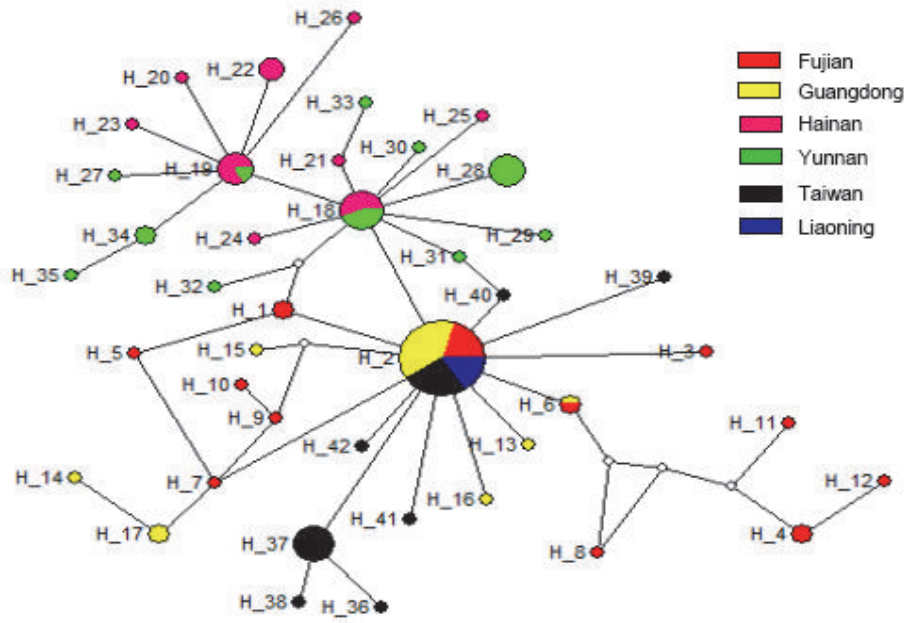 H_26
H_20
H_22
H_33
H_25
H_23
H_30
H_21
H_28
H_27
H_19
H_18
H_34
H_24
H_29
H_31
H_35
H_32
H_39
H_40
H_1
H_5
H_15
H_2
H_3
H_10
H_9
H_6
H_11
H_42
H_13
H_14
H_7
H_16
H_12
H_17
H_41
H_4
H_37
H_8
H_38
H_36
Fujian
Guangdong
Hainan
Yunnan
Taiwan
Liaoning